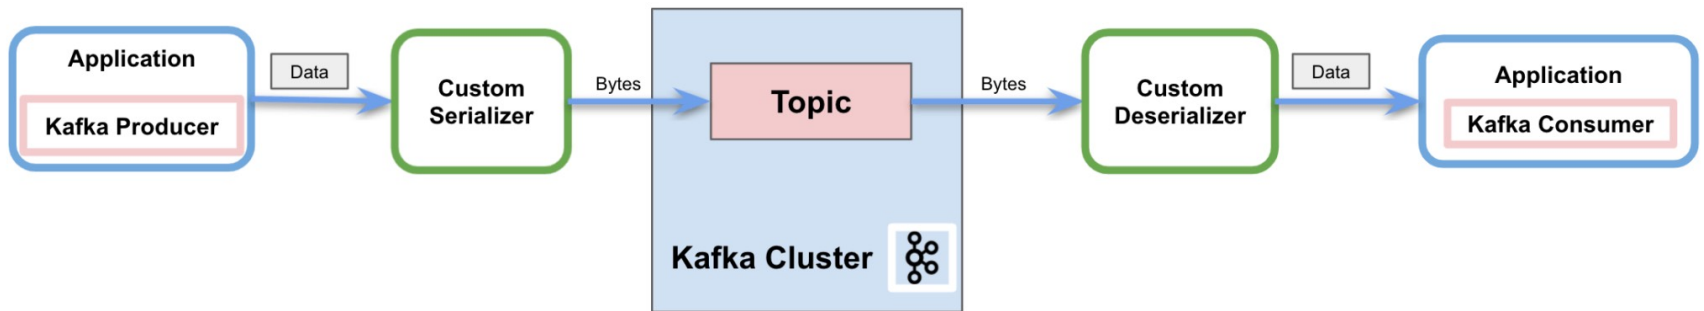 Application
Kafka Producer
Data
Custom
Serializer
Bytes
Topic
Kafka Cluster
Bytes
Custom
Deserializer
Data
Application
Kafka Consumer